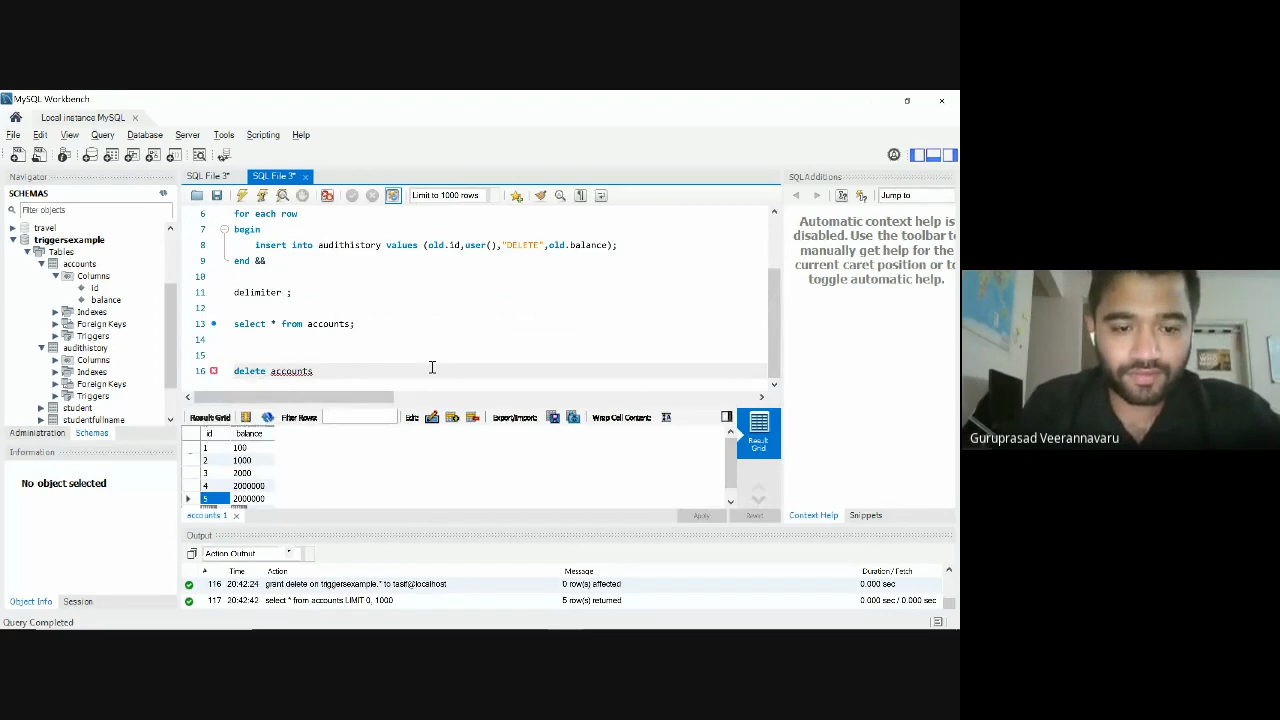 MySQL Workbench
Local instance MySQL
File Edit View Query Database Server Tools Scripting Help
Navigator
SQL File 3* SQL File 3*
SQLAdditions
SCHEMAS
Limit to 1000 rows
Jump to
Filter objects
travel
triggersexample
Tables
accounts
Columns
id
balance
Indexes
Foreign Keys
Triggers
audithistory
Columns
Indexes
Foreign Keys
Triggers
student
studentfullname
Administration Schemas
Information
No object selected
Object Info Session
6 for each row
7 begin
8 insert into audithistory values (old.id,user(),"DELETE",old.balance);
9 end &&
10
11 delimiter ;
12
13 select * from accounts;
14
15
16 delete accounts
Result Grid Filter Rows: Edit: Export/Import: Wrap Cell Content:
Result
Grid
id balance
1 100
2 1000
3 2000
4 2000000
5 2000000
accounts 1
Apply Revert
Automatic context help is
disabled. Use the toolbar to
manually get help for the
current caret position or to
toggle automatic help.
Context Help Snippets
Output
Action Output
Time Action Message Duration / Fetch
116 20:42:24 grant delete on triggersexample.* to tasif@localhost 0 row(s) affected 0.000 sec
117 20:42:42 select * from accounts LIMIT 0, 1000 5 row(s) returned 0.000 sec / 0.000 sec
Query Completed
Guruprasad Veerannavaru